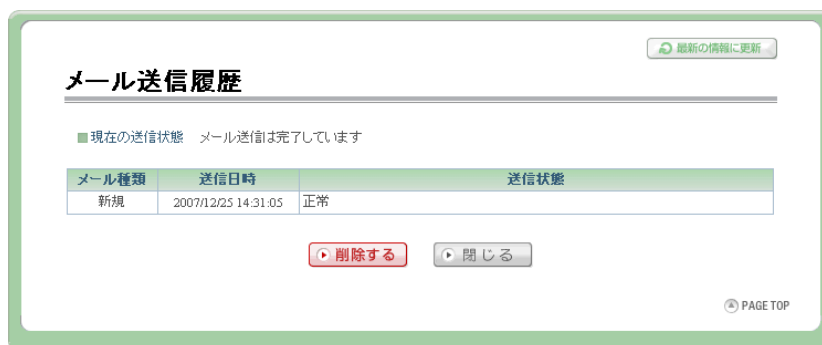 最新の情報に更新
メール送信履歴
■現在の送信状態 メール送信は完了しています
メール種類 送信日時 送信状態
新規 2007/12/25 14:31:05 正常
削除する 閉じる
PAGE TOP